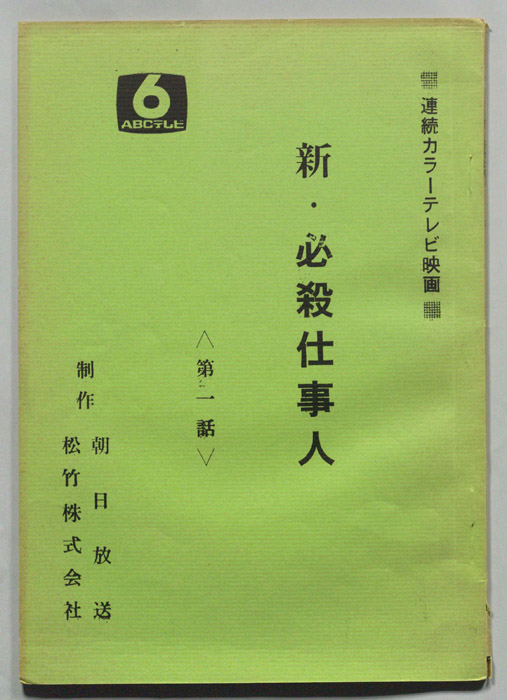 連続カラーテレビ映画
新・必殺仕事人
〈第一話〉
制作
朝日放送
松竹株式会社
6
ABCテレビ